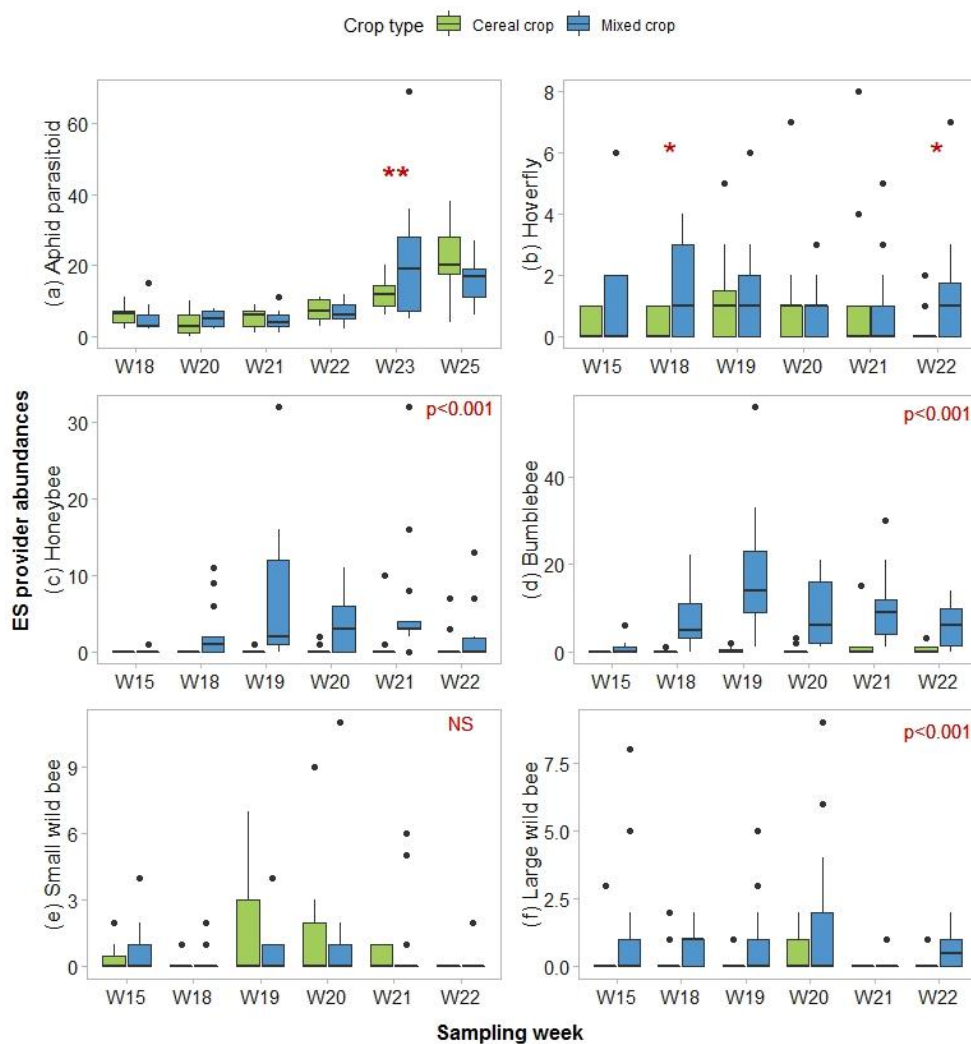 Crop type Cereal crop Mixed crop
(a) Aphid parasitoid
60
40
20
0
**
W18 W20 W21 W22 W23 W25
(b) Hoverfly
8
6
4
2
0
* *
W15 W18 W19 W20 W21 W22
ES provider abundances
(c) Honeybee
30
20
10
0
p<0.001
W15 W18 W19 W20 W21 W22
(d) Bumblebee
40
20
0
p<0.001
W15 W18 W19 W20 W21 W22
(e) Small wild bee
9
6
3
0
NS
W15 W18 W19 W20 W21 W22
(f) Large wild bee
7.5
5.0
2.5
0.0
p<0.001
W15 W18 W19 W20 W21 W22
Sampling week